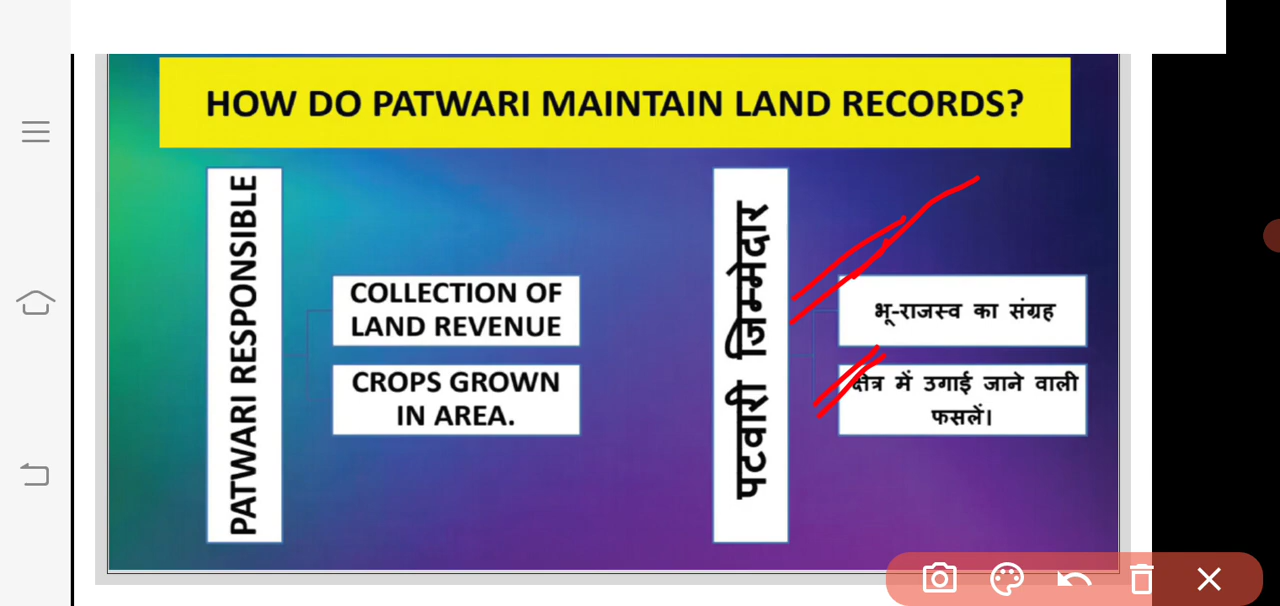 HOW DO PATWARI MAINTAIN LAND RECORDS?
PATWARI RESPONSIBLE
COLLECTION OF
LAND REVENUE
CROPS GROWN
IN AREA.
पटवारी जिम्मेदार
भू-राजस्व का संग्रह
क्षेत्र में उगाई जाने वाली
फसलें।